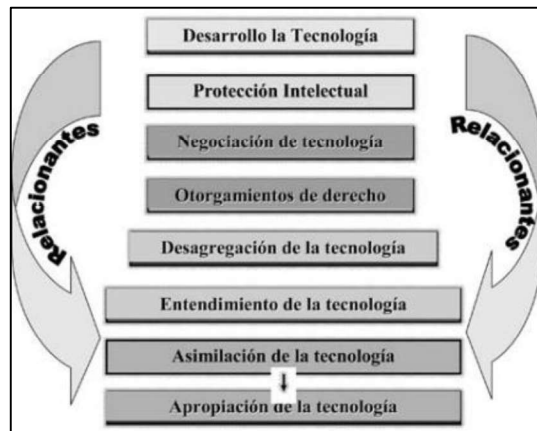 Desarrollo la Tecnología
Protección Intelectual
Relacionantes
Relacionantes
Negociación de tecnología
Otorgamientos de derecho
Desagregación de la tecnología
Entendimiento de la tecnología
Asimilación de la tecnología
Apropiación de la tecnología